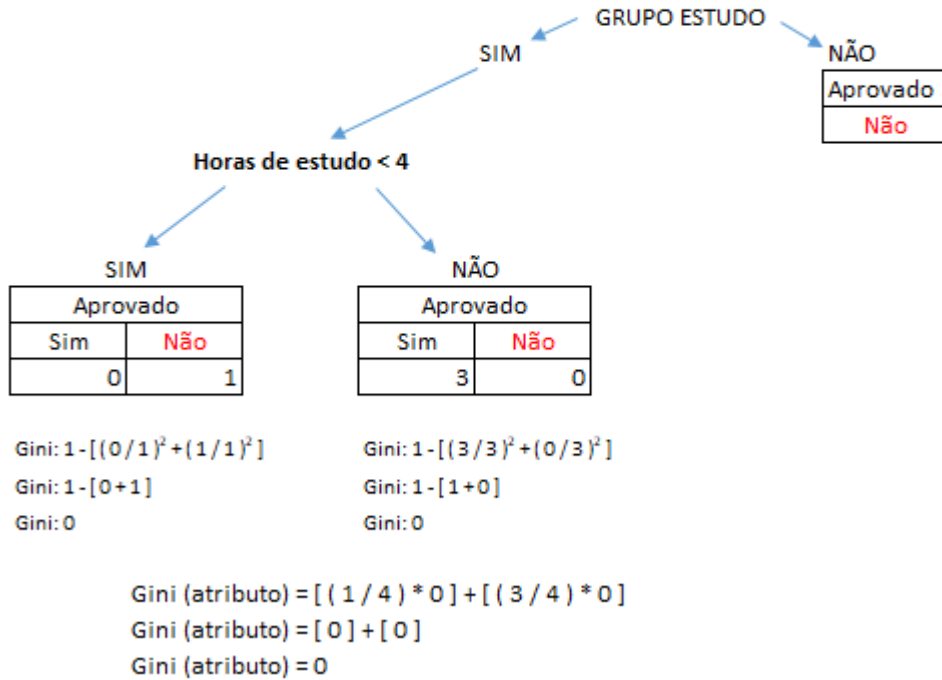 GRUPO ESTUDO
SIM
NÃO
Aprovado
Não
Horas de estudo < 4
SIM
Aprovado
Sim Não
0 1
NÃO
Aprovado
Sim Não
3 0
Gini: 1 - [ ( 0 / 1 )² + ( 1 / 1 )² ]
Gini: 1 - [ 0 + 1 ]
Gini: 0
Gini: 1 - [ ( 3 / 3 )² + ( 0 / 3 )² ]
Gini: 1 - [ 1 + 0 ]
Gini: 0
Gini (atributo) = [ ( 1 / 4 ) * 0 ] + [ ( 3 / 4 ) * 0 ]
Gini (atributo) = [ 0 ] + [ 0 ]
Gini (atributo) = 0